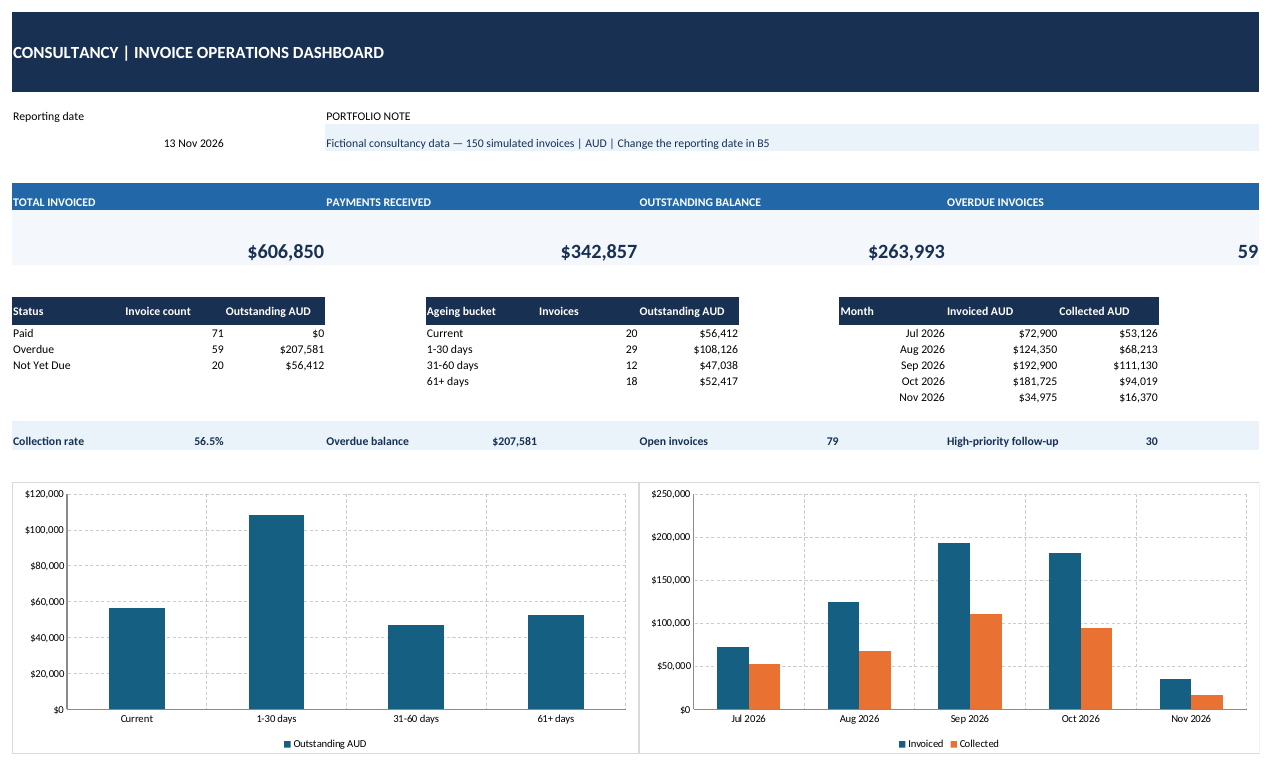 CONSULTANCY | INVOICE OPERATIONS DASHBOARD
Reporting date PORTFOLIO NOTE
13 Nov 2026 Fictional consultancy data — 150 simulated invoices | AUD | Change the reporting date in B5
TOTAL INVOICED PAYMENTS RECEIVED OUTSTANDING BALANCE OVERDUE INVOICES
$606,850 $342,857 $263,993 59
Status Invoice count Outstanding AUD Ageing bucket Invoices Outstanding AUD Month Invoiced AUD Collected AUD
Paid 71 $0 Current 20 $56,412 Jul 2026 $72,900 $53,126
Overdue 59 $207,581 1-30 days 29 $108,126 Aug 2026 $124,350 $68,213
Not Yet Due 20 $56,412 31-60 days 12 $47,038 Sep 2026 $192,900 $111,130
61+ days 18 $52,417 Oct 2026 $181,725 $94,019
Nov 2026 $34,975 $16,370
Collection rate 56.5% Overdue balance $207,581 Open invoices 79 High-priority follow-up 30
$120,000
$100,000
$80,000
$60,000
$40,000
$20,000
$0
Current 1-30 days 31-60 days 61+ days
Outstanding AUD
$250,000
$200,000
$150,000
$100,000
$50,000
$0
Jul 2026 Aug 2026 Sep 2026 Oct 2026 Nov 2026
Invoiced Collected